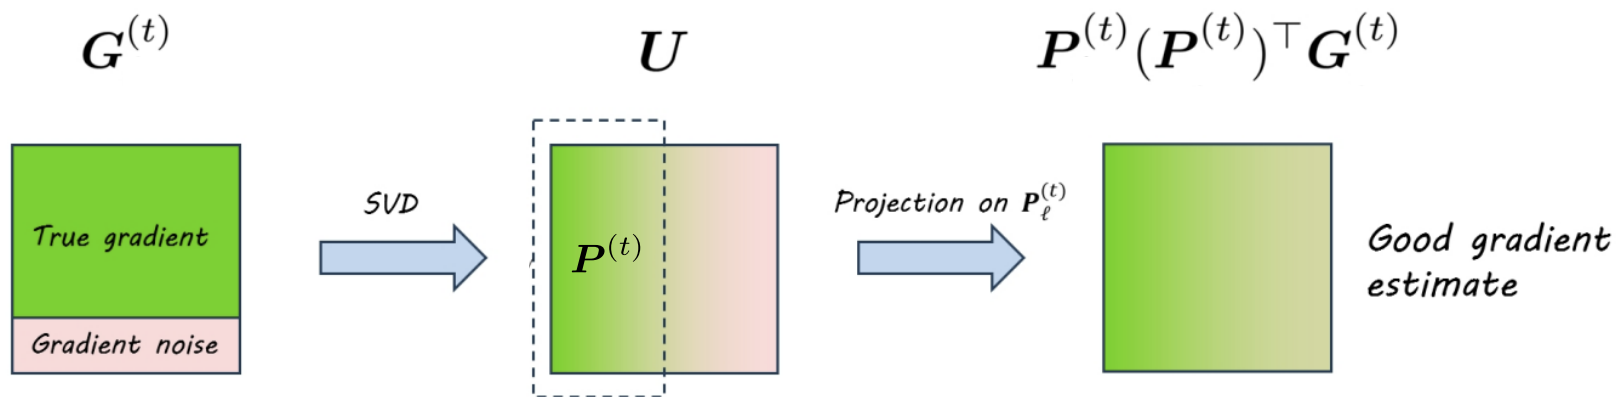 G^(t)
U
P^(t)(P^(t))^⊤G^(t)
True gradient
Gradient noise
SVD
P^(t)
Projection on P_ℓ^(t)
Good gradient
estimate